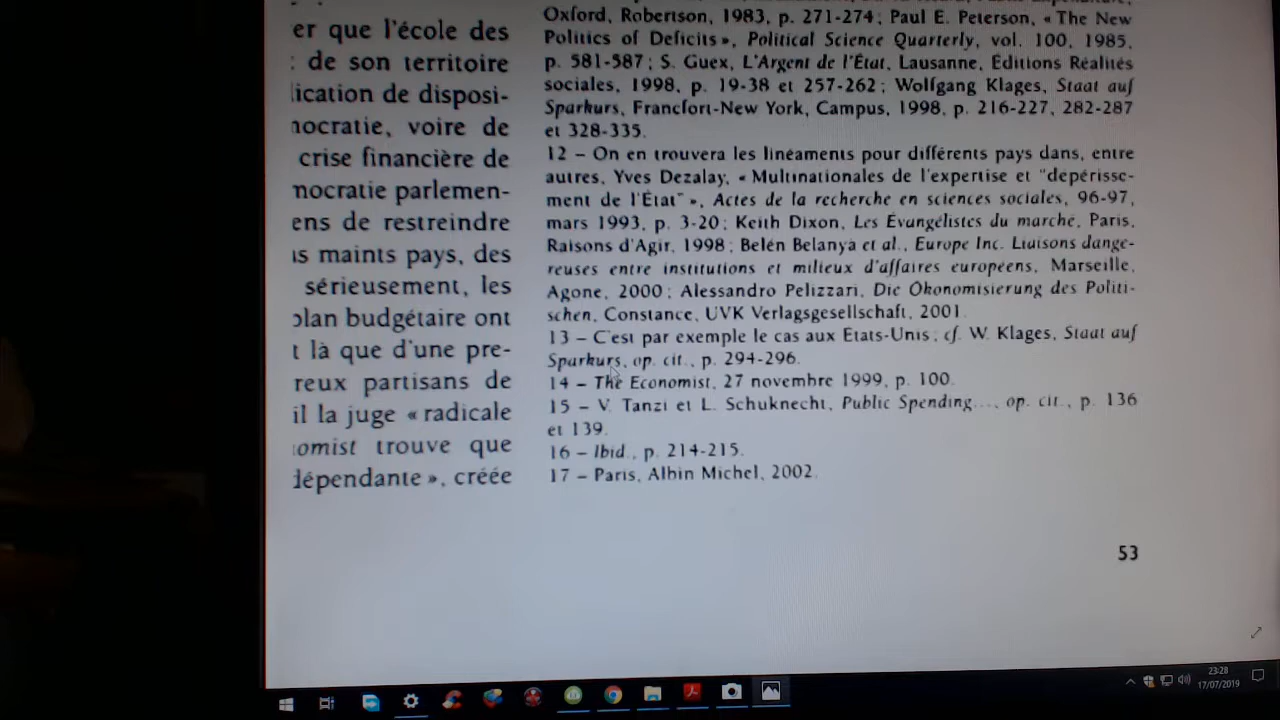 er que l'école des
de son territoire
lication de disposi-
nocratie, voire de
crise financière de
nocratie parlemen-
ens de restreindre
is maints pays, des
sérieusement, les
plan budgétaire ont
t là que d'une pre-
reux partisans de
il la juge « radicale
omist trouve que
dépendante », créée
Oxford, Robertson, 1983, p. 271-274 ; Paul E. Peterson, « The New
Politics of Deficits », Political Science Quarterly, vol. 100, 1985,
p. 581-587 ; S. Guex, L'Argent de l'État, Lausanne, Éditions Réalités
sociales, 1998, p. 19-38 et 257-262 ; Wolfgang Klages, Staat auf
Sparkurs, Francfort-New York, Campus, 1998, p. 216-227, 282-287
et 328-335.
12 – On en trouvera les linéaments pour différents pays dans, entre
autres, Yves Dezalay, « Multinationales de l'expertise et "dépérisse-
ment de l'État" », Actes de la recherche en sciences sociales, 96-97,
mars 1993, p. 3-20 ; Keith Dixon, Les Évangélistes du marché, Paris,
Raisons d'Agir, 1998 ; Belén Belanya et al., Europe Inc. Liaisons dange-
reuses entre institutions et milieux d'affaires européens, Marseille,
Agone, 2000 ; Alessandro Pelizzari, Die Ökonomisierung des Politi-
schen, Constance, UVK Verlagsgesellschaft, 2001.
13 – C'est par exemple le cas aux États-Unis ; cf. W. Klages, Staat auf
Sparkurs, op. cit., p. 294-296.
14 – The Economist, 27 novembre 1999, p. 100.
15 – V. Tanzi et L. Schuknecht, Public Spending..., op. cit., p. 136
et 139.
16 – Ibid., p. 214-215.
17 – Paris, Albin Michel, 2002.
53
23:28
17/07/2019